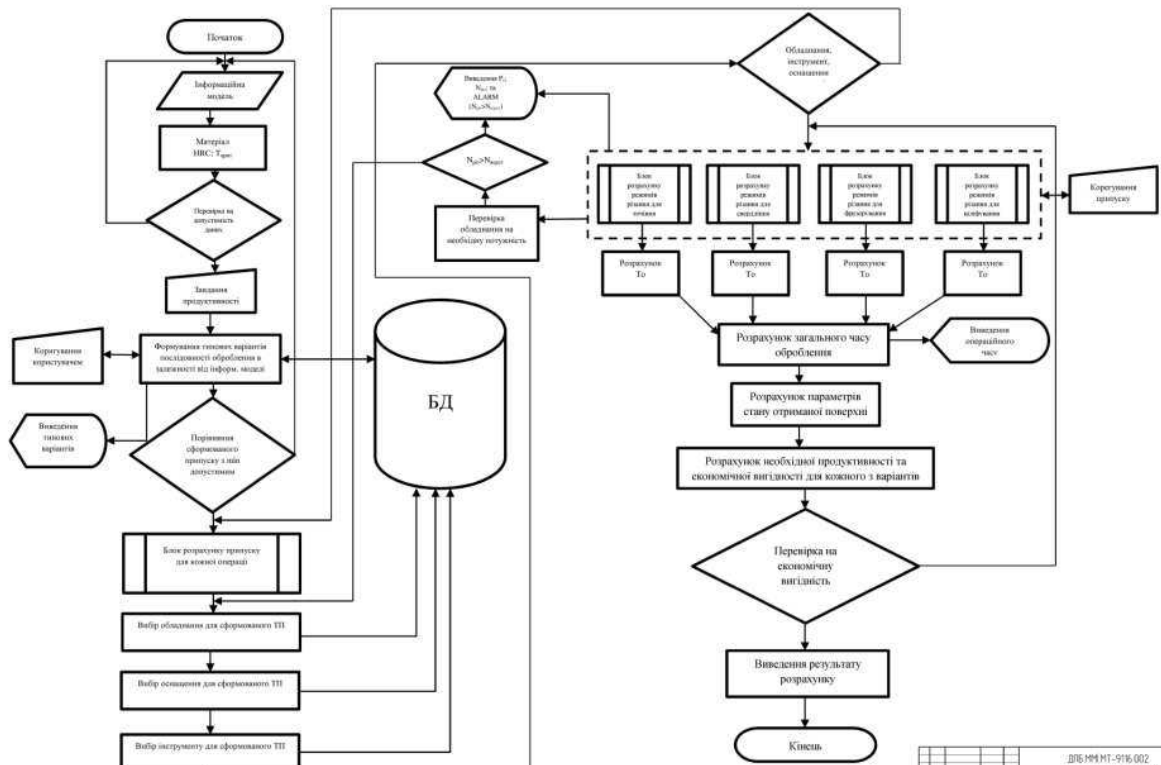 Початок
Інформаційна
модель
Матеріал
Перевірка на
допустимість
даних
Завдання
продуктивності
Формування типових варіантів
послідовності оброблення в
залежності від інформ. моделі
Коригування
користувачем
Виведення
типових
варіантів
Порівняння
сформованого
припуску з min
допустимим
Блок розрахунку припуску
для кожної операції
Вибір обладнання для сформованого ТП
Вибір оснащення для сформованого ТП
Вибір інструменту для сформованого ТП
БД
ALARM
Перевірка
обладнання на
необхідну потужність
Обладнання,
інструмент,
оснащення
Блок
розрахунку
режимів
різання для
точіння
Блок
розрахунку
режимів
різання для
свердління
Блок
розрахунку
режимів
різання для
фрезерування
Блок
розрахунку
режимів
різання для
шліфування
Корегування
припуску
Розрахунок
То
Розрахунок
То
Розрахунок
То
Розрахунок
То
Розрахунок загального часу
оброблення
Виведення
операційного
часу
Розрахунок параметрів
стану отриманої поверхні
Розрахунок необхідної продуктивності та
економічної вигідності для кожного з варіантів
Перевірка на
економічну
вигідність
Виведення результату
розрахунку
Кінець